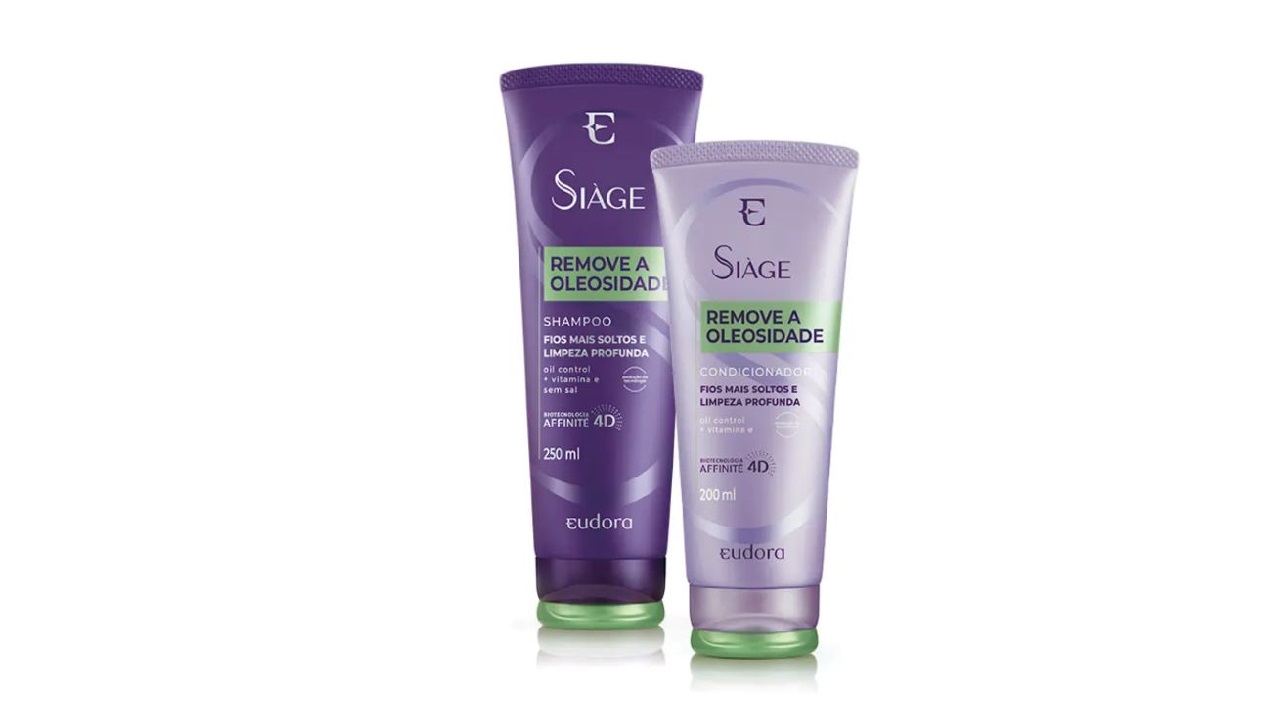 E
SIÀGE
REMOVE A
OLEOSIDAD
SHAMPOO
FIOS MAIS SOLTOS E
LIMPEZA PROFUNDA
oil control
+ vitamina e
sem sal
BIOTECNOLOGIA
AFFINITÉ 4D
250 ml
eudora
E
SIÀGE
REMOVE A
OLEOSIDADE
CONDICIONADOR
FIOS MAIS SOLTOS E
LIMPEZA PROFUNDA
oil control
+ vitamina e
BIOTECNOLOGIA
AFFINITÉ 4D
200 ml
eudora